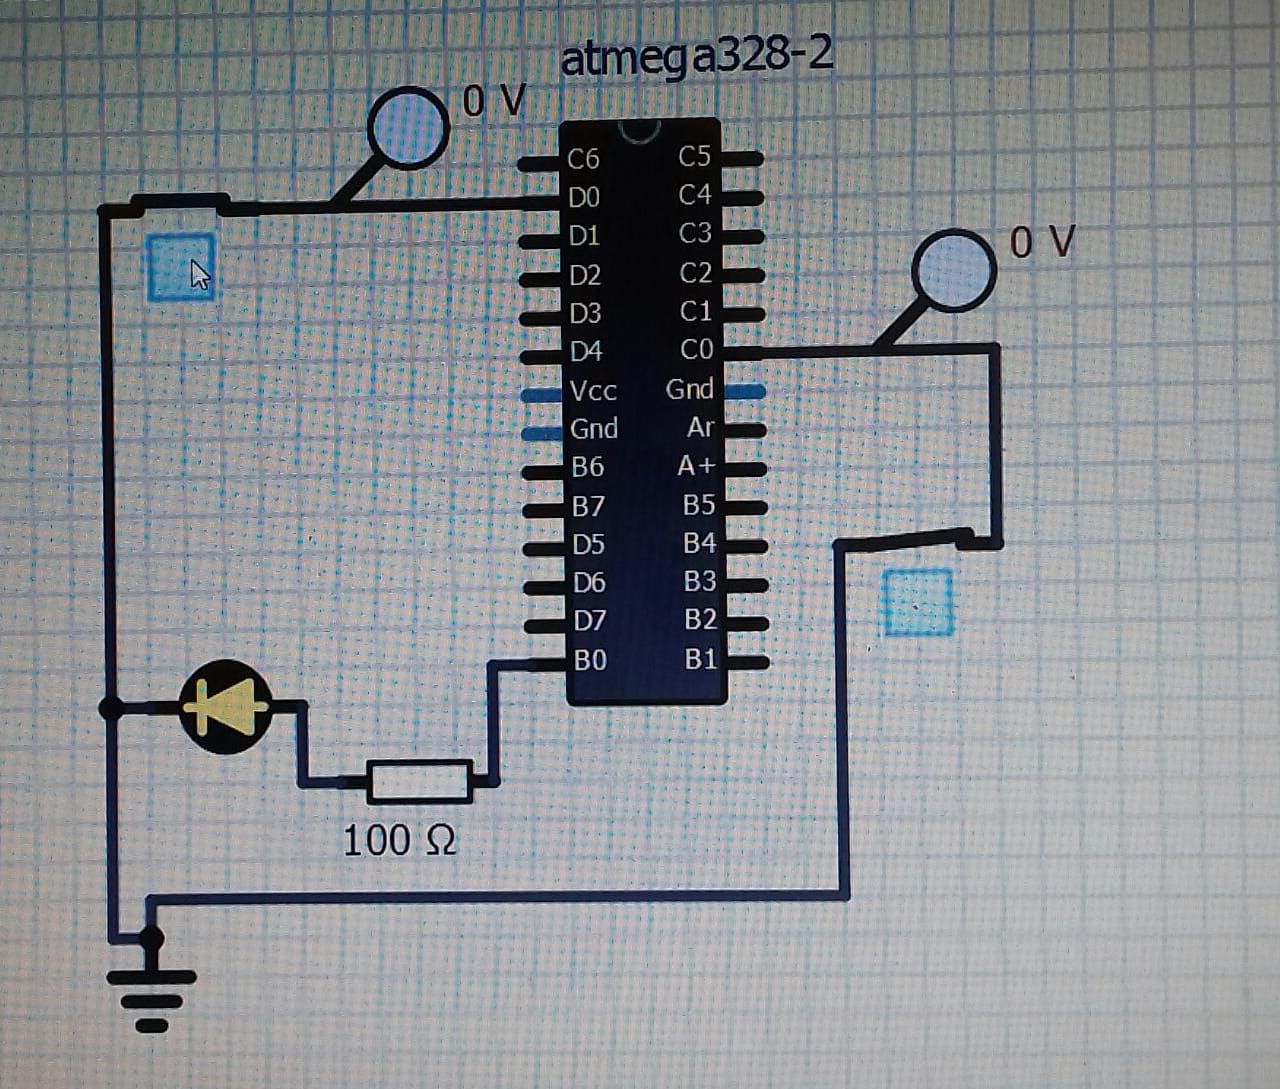 atmega328-2
0 V
C6 C5
D0 C4
D1 C3
D2 C2
D3 C1
D4 C0
0 V
Vcc Gnd
Gnd Ar
B6 A+
B7 B5
D5 B4
D6 B3
D7 B2
B0 B1
100 Ω